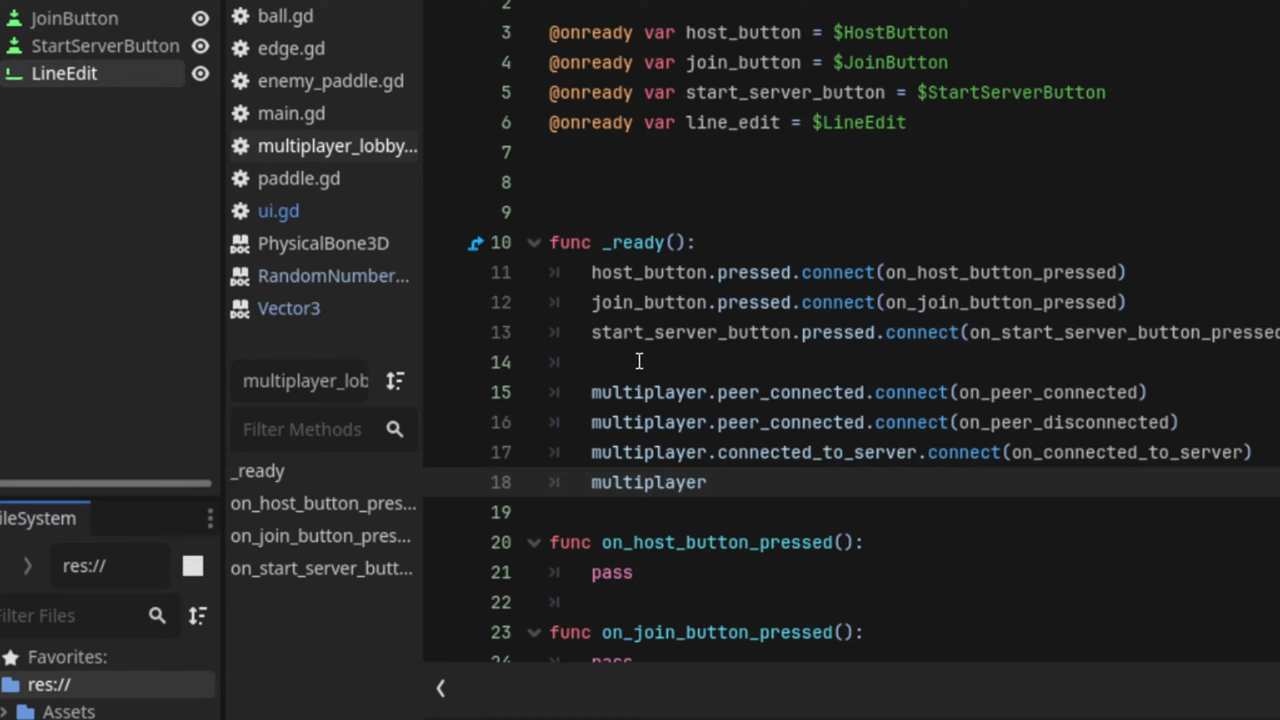 JoinButton
StartServerButton
LineEdit
ileSystem
res://
ilter Files
Favorites:
res://
Assets
ball.gd
edge.gd
enemy_paddle.gd
main.gd
multiplayer_lobby...
paddle.gd
ui.gd
PhysicalBone3D
RandomNumber...
Vector3
multiplayer_lob
Filter Methods
_ready
on_host_button_pres...
on_join_button_pres...
on_start_server_butt...
2
3 @onready var host_button = $HostButton
4 @onready var join_button = $JoinButton
5 @onready var start_server_button = $StartServerButton
6 @onready var line_edit = $LineEdit
7
8
9
10 func _ready():
11 host_button.pressed.connect(on_host_button_pressed)
12 join_button.pressed.connect(on_join_button_pressed)
13 start_server_button.pressed.connect(on_start_server_button_pressed
14
15 multiplayer.peer_connected.connect(on_peer_connected)
16 multiplayer.peer_connected.connect(on_peer_disconnected)
17 multiplayer.connected_to_server.connect(on_connected_to_server)
18 multiplayer
19
20 func on_host_button_pressed():
21 pass
22
23 func on_join_button_pressed():
24 pass